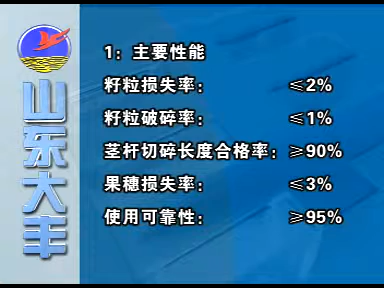 山东大丰
1：主要性能
籽粒损失率：≤2%
籽粒破碎率：≤1%
茎杆切碎长度合格率：≥90%
果穗损失率：≤3%
使用可靠性：≥95%